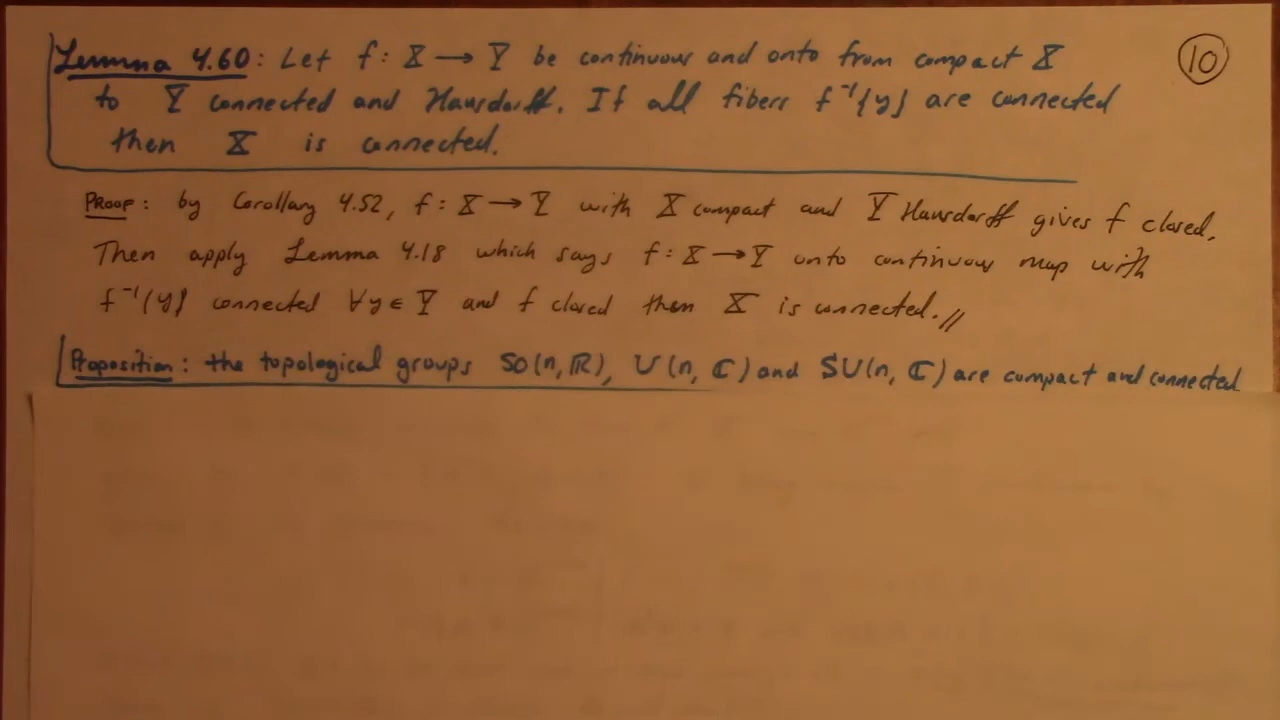 Lemma 4.60: Let f: X → Y be continuous and onto from compact X
10
to Y connected and Hausdorff. If all fibers f⁻¹{y} are connected
then X is connected.
PROOF: by Corollary 4.52, f: X → Y with X compact and Y Hausdorff gives f closed.
Then apply Lemma 4.18 which says f: X → Y onto continuous map with
f⁻¹{y} connected ∀y ∈ Y and f closed then X is connected. //
Proposition: the topological groups SO(n, ℝ), U(n, ℂ) and SU(n, ℂ) are compact and connected